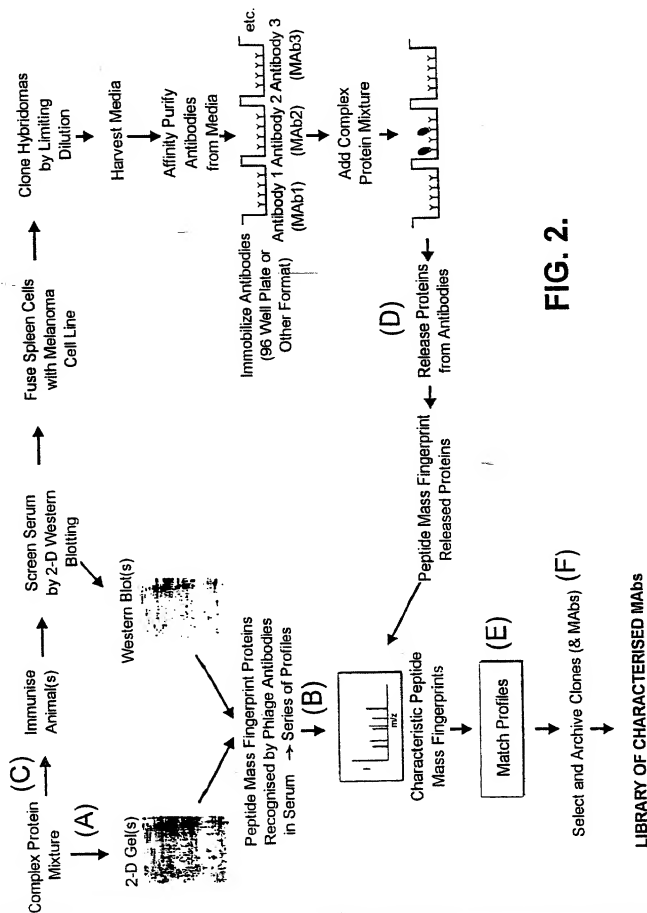 Complex Protein
Mixture
(C)
Immunise
Animal(s)
Screen Serum
by 2-D Western
Blotting
Fuse Spleen Cells
with Melanoma
Cell Line
Clone Hybridomas
by Limiting
Dilution
Harvest Media
Affinity Purify
Antibodies
from Media
Immobilize Antibodies
(96 Well Plate or
Other Format)
etc.
Antibody 1 Antibody 2 Antibody 3
(MAb1) (MAb2) (MAb3)
Add Complex
Protein Mixture
(D)
Release Proteins
from Antibodies
Peptide Mass Fingerprint
Released Proteins
(A)
2-D Gel(s)
Western Blot(s)
Peptide Mass Fingerprint Proteins
Recognised by Phlage Antibodies
in Serum → Series of Profiles
(B)
m/z
Characteristic Peptide
Mass Fingerprints
Match Profiles
(E)
Select and Archive Clones (& MAbs)
(F)
LIBRARY OF CHARACTERISED MAbs
FIG. 2.